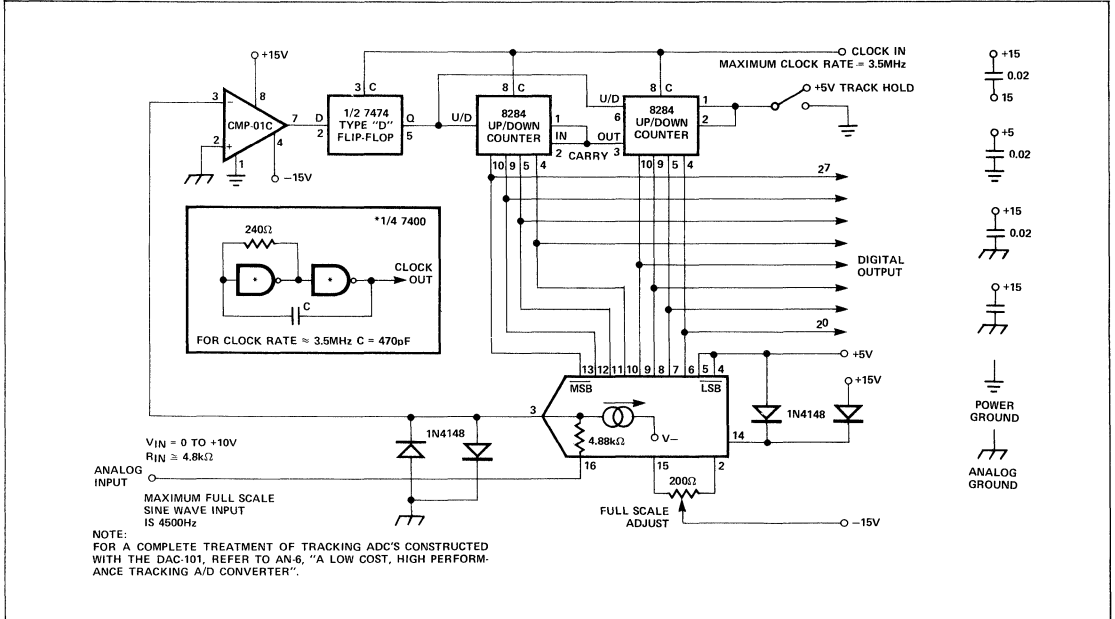 +15V
CLOCK IN
MAXIMUM CLOCK RATE = 3.5MHz
+15
0.02
15
3 C
8 C
8 C
+5V TRACK HOLD
3
−
8
CMP-01C
7
2
+
4
1
−15V
D
2
1/2 7474
TYPE "D"
FLIP-FLOP
Q
5
U/D
8284
UP/DOWN
COUNTER
1
IN
2
CARRY
OUT
3
U/D
6
8284
UP/DOWN
COUNTER
1
2
10 9 5 4
10 9 5 4
+5
0.02
2⁷
*1/4 7400
240Ω
*
*
CLOCK
OUT
C
FOR CLOCK RATE ≈ 3.5MHz C = 470pF
DIGITAL
OUTPUT
2⁰
+15
0.02
+15
+5V
13 12 11 10 9 8 7 6 5 4
MSB
LSB
+15V
POWER
GROUND
3
1N4148
4.88kΩ
V−
14
1N4148
VIN = 0 TO +10V
RIN ≅ 4.8kΩ
ANALOG
INPUT
16
15
2
200Ω
FULL SCALE
ADJUST
−15V
ANALOG
GROUND
MAXIMUM FULL SCALE
SINE WAVE INPUT
IS 4500Hz
NOTE:
FOR A COMPLETE TREATMENT OF TRACKING ADC'S CONSTRUCTED
WITH THE DAC-101, REFER TO AN-6, "A LOW COST, HIGH PERFORM-
ANCE TRACKING A/D CONVERTER".